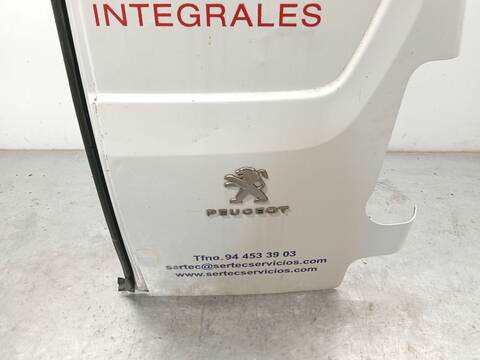 INTEGRALES
PEUGEOT
Tfno. 94 453 39 03
sertec@sertecservicios.com
www.sertecservicios.com